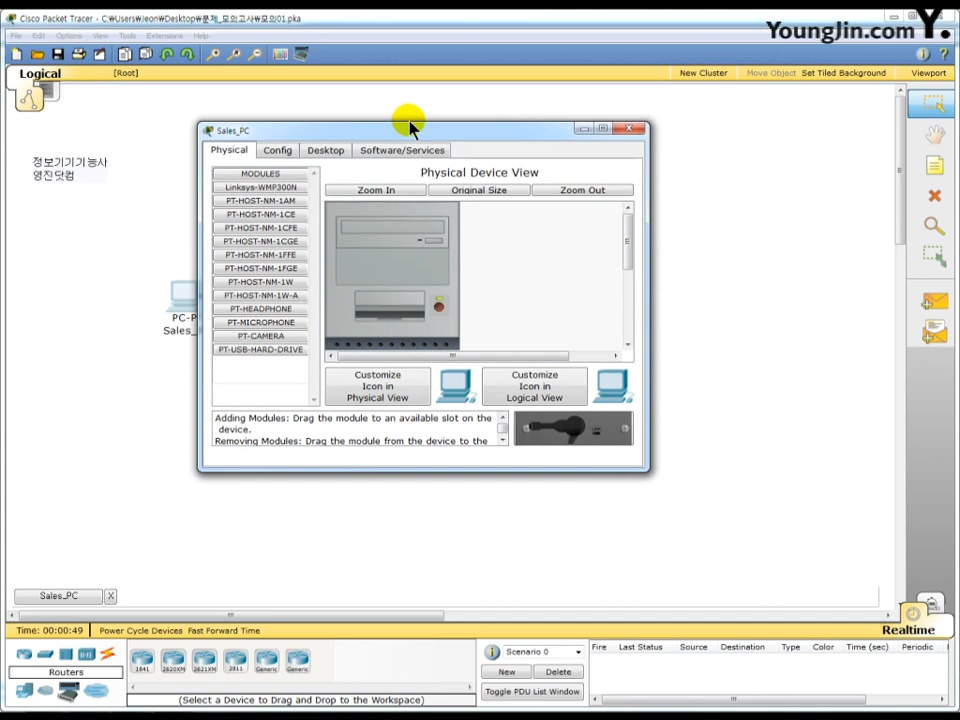 Cisco Packet Tracer - C:₩Users₩Jeon₩Desktop₩문제_모의고사₩모의01.pka
YoungJin.com Y.
File Edit Options View Tools Extensions Help
Logical [Root] New Cluster Move Object Set Tiled Background Viewport
정보기기기능사
영진닷컴
Sales_PC
Physical Config Desktop Software/Services
MODULES
Linksys-WMP300N
PT-HOST-NM-1AM
PT-HOST-NM-1CE
PT-HOST-NM-1CFE
PT-HOST-NM-1CGE
PT-HOST-NM-1FFE
PT-HOST-NM-1FGE
PT-HOST-NM-1W
PT-HOST-NM-1W-A
PT-HEADPHONE
PT-MICROPHONE
PT-CAMERA
PT-USB-HARD-DRIVE
Physical Device View
Zoom In Original Size Zoom Out
PC-P
Sales_
Customize
Icon in
Physical View
Customize
Icon in
Logical View
Adding Modules: Drag the module to an available slot on the
device.
Removing Modules: Drag the module from the device to the
Sales_PC X
Time: 00:00:49 Power Cycle Devices Fast Forward Time Realtime
Routers
1841 2620XM 2621XM 2811 Generic Generic
(Select a Device to Drag and Drop to the Workspace)
Scenario 0
New Delete
Toggle PDU List Window
Fire Last Status Source Destination Type Color Time (sec) Periodic